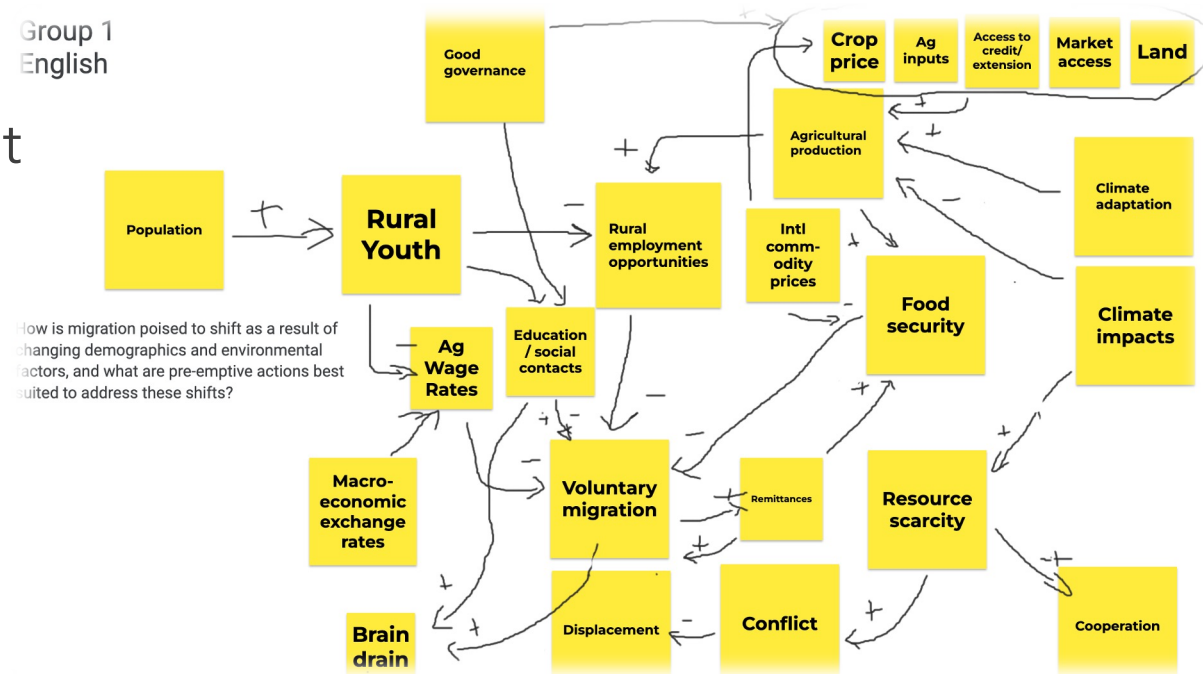 Group 1
English
t
Good
governance
Crop
price
Ag
inputs
Access to
credit/
extension
Market
access
Land
+
+
+
Agricultural
production
+
-
Climate
adaptation
Population
+
Rural
Youth
-
Rural
employment
opportunities
Intl
comm-
odity
prices
+
-
Food
security
Climate
impacts
How is migration poised to shift as a result of
changing demographics and environmental
factors, and what are pre-emptive actions best
suited to address these shifts?
-
Ag
Wage
Rates
Education
/ social
contacts
+ -
-
-
-
+
+
Macro-
economic
exchange
rates
Voluntary
migration
+
Remittances
+
Resource
scarcity
-+
+
+
Brain
drain
Displacement
-
Conflict
+
Cooperation